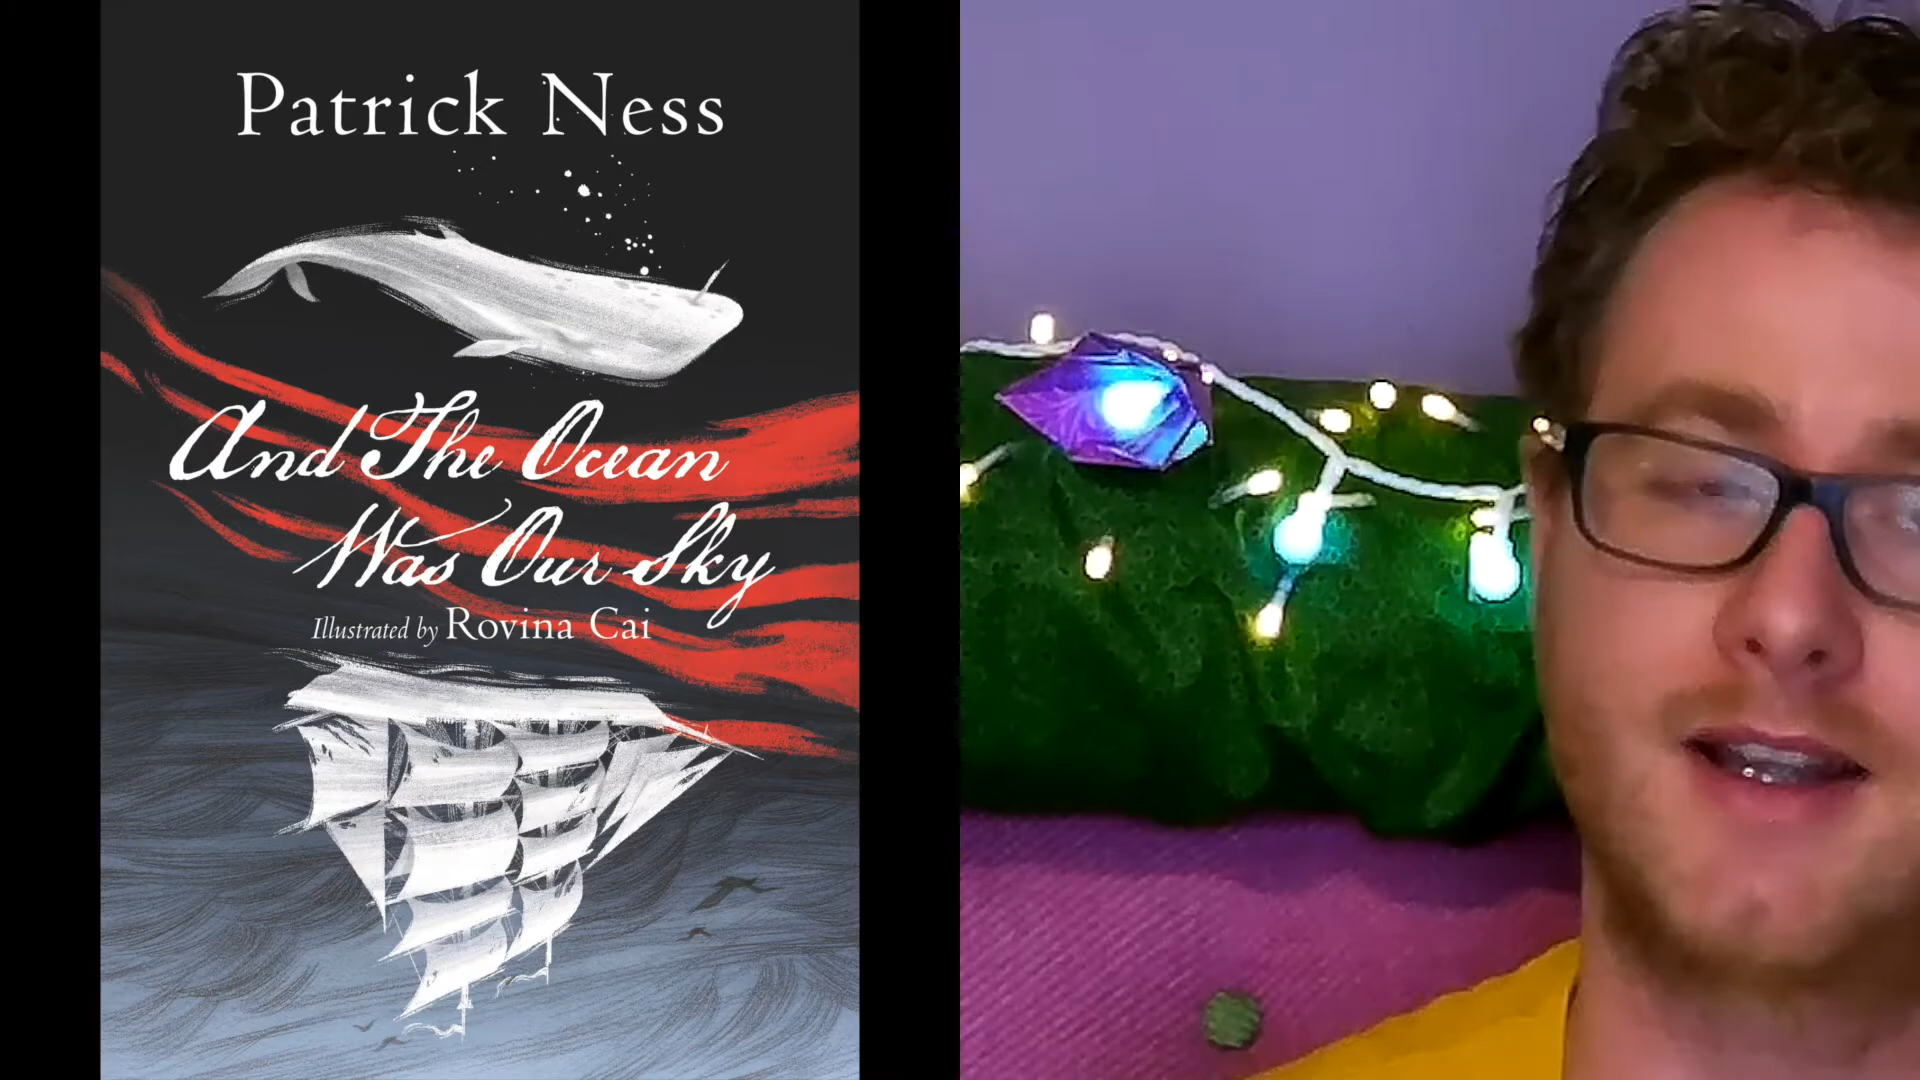 Patrick Ness
And The Ocean
Was Our Sky
Illustrated by Rovina Cai